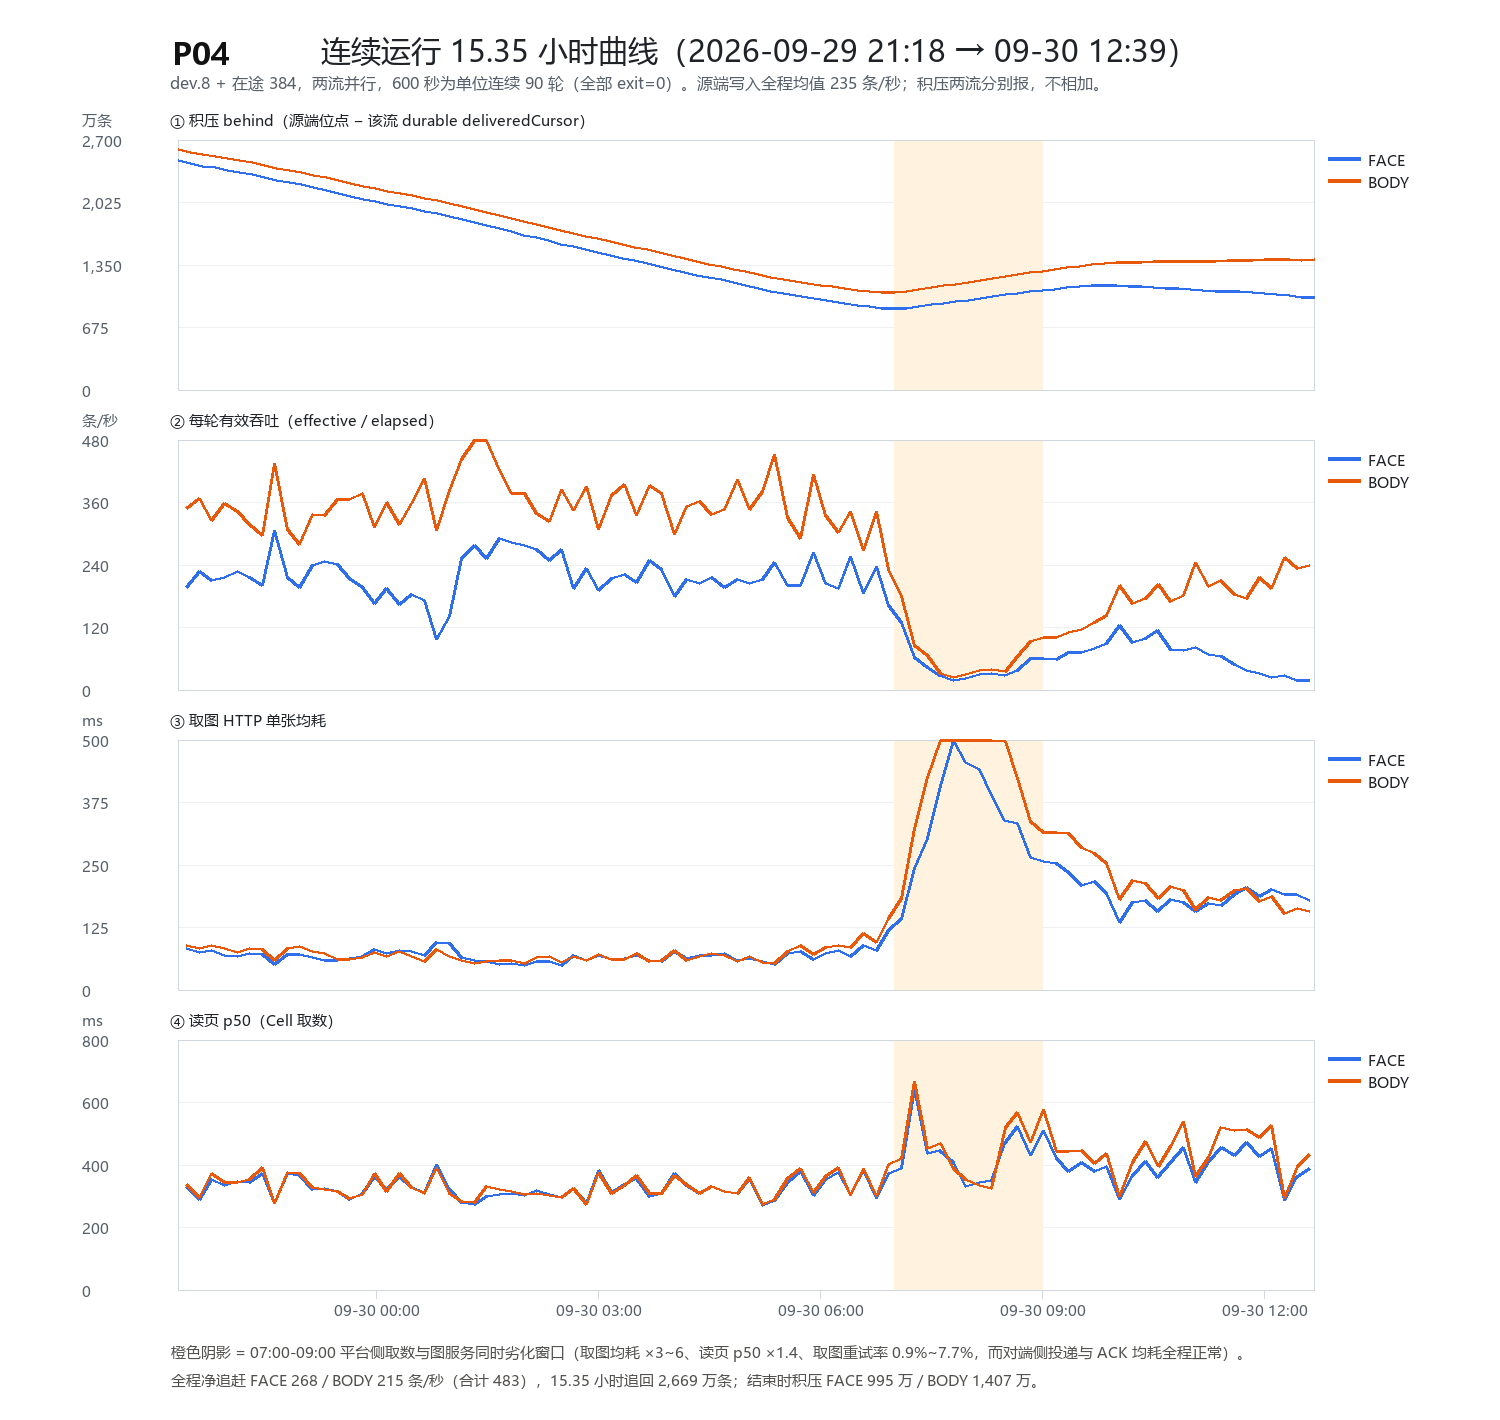 P04 连续运行 15.35 小时曲线（2026-09-29 21:18 → 09-30 12:39）
dev.8 + 在途 384，两流并行，600 秒为单位连续 90 轮（全部 exit=0）。源端写入全程均值 235 条/秒；积压两流分别报，不相加。
万条 ① 积压 behind（源端位点 − 该流 durable deliveredCursor）
2,700
2,025
1,350
675
0
FACE
BODY
条/秒 ② 每轮有效吞吐（effective / elapsed）
480
360
240
120
0
FACE
BODY
ms ③ 取图 HTTP 单张均耗
500
375
250
125
0
FACE
BODY
ms ④ 读页 p50（Cell 取数）
800
600
400
200
0
FACE
BODY
09-30 00:00 09-30 03:00 09-30 06:00 09-30 09:00 09-30 12:00
橙色阴影 = 07:00-09:00 平台侧取数与图服务同时劣化窗口（取图均耗 ×3~6、读页 p50 ×1.4、取图重试率 0.9%~7.7%，而对端侧投递与 ACK 均耗全程正常）。
全程净追赶 FACE 268 / BODY 215 条/秒（合计 483），15.35 小时追回 2,669 万条；结束时积压 FACE 995 万 / BODY 1,407 万。